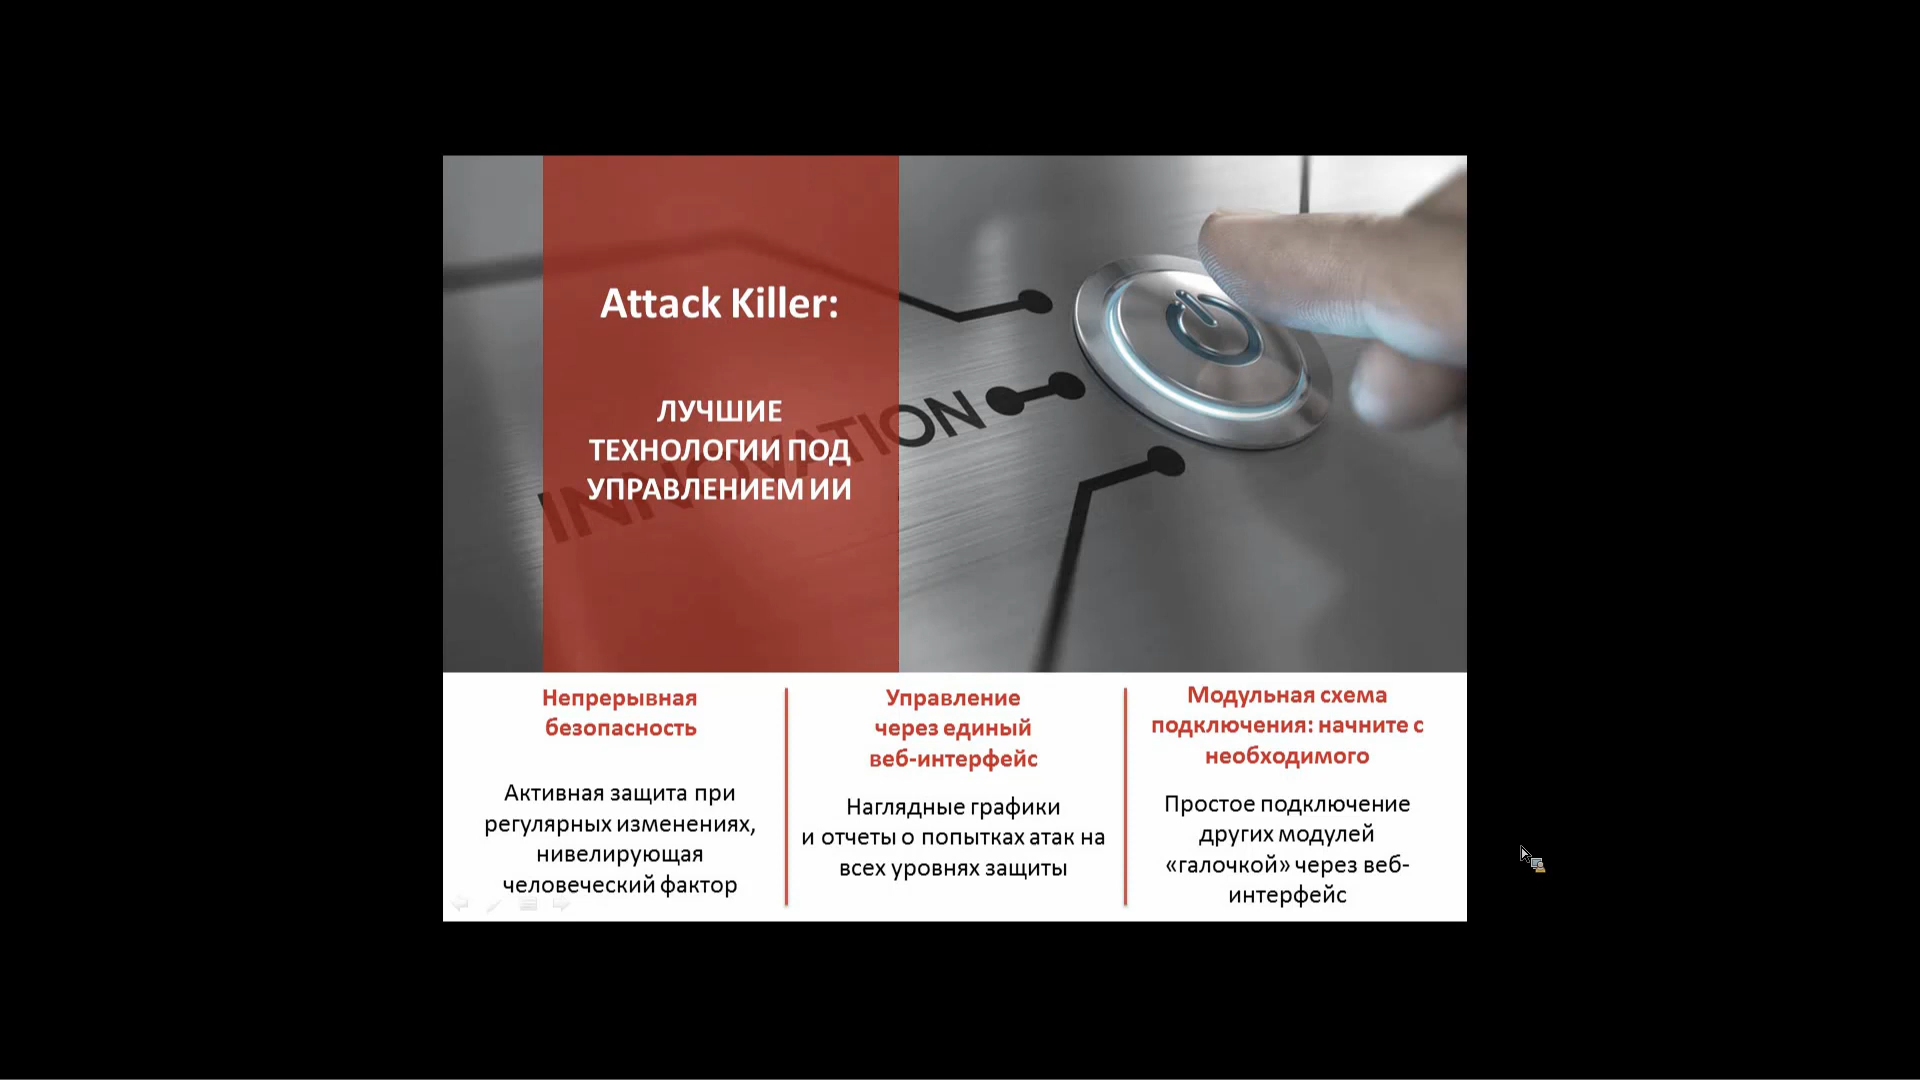 Attack Killer:
ЛУЧШИЕ
ТЕХНОЛОГИИ ПОД
УПРАВЛЕНИЕМ ИИ
INNOVATION
Непрерывная
безопасность
Активная защита при
регулярных изменениях,
нивелирующая
человеческий фактор
Управление
через единый
веб-интерфейс
Наглядные графики
и отчеты о попытках атак на
всех уровнях защиты
Модульная схема
подключения: начните с
необходимого
Простое подключение
других модулей
«галочкой» через веб-
интерфейс